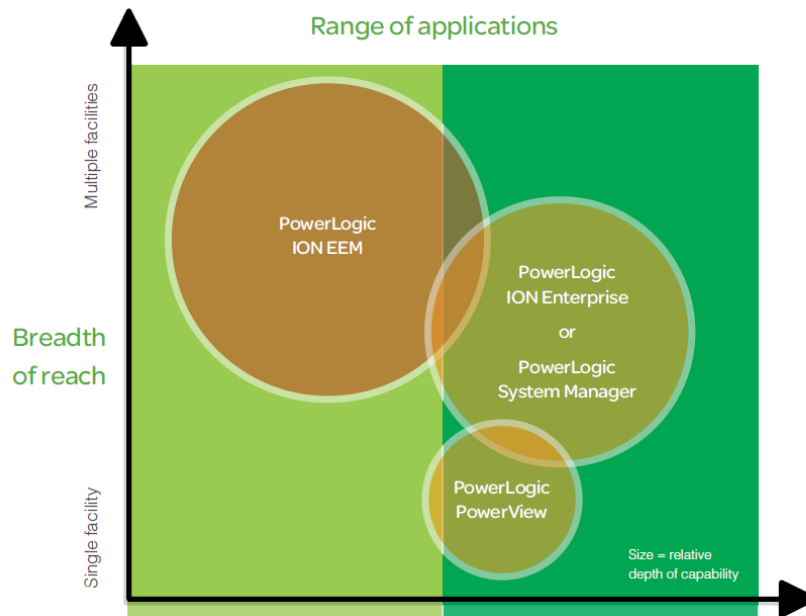 Range of applications
Multiple facilities
PowerLogic
ION EEM
PowerLogic
ION Enterprise
or
PowerLogic
System Manager
Breadth
of reach
PowerLogic
PowerView
Single facility
Size = relative
depth of capability